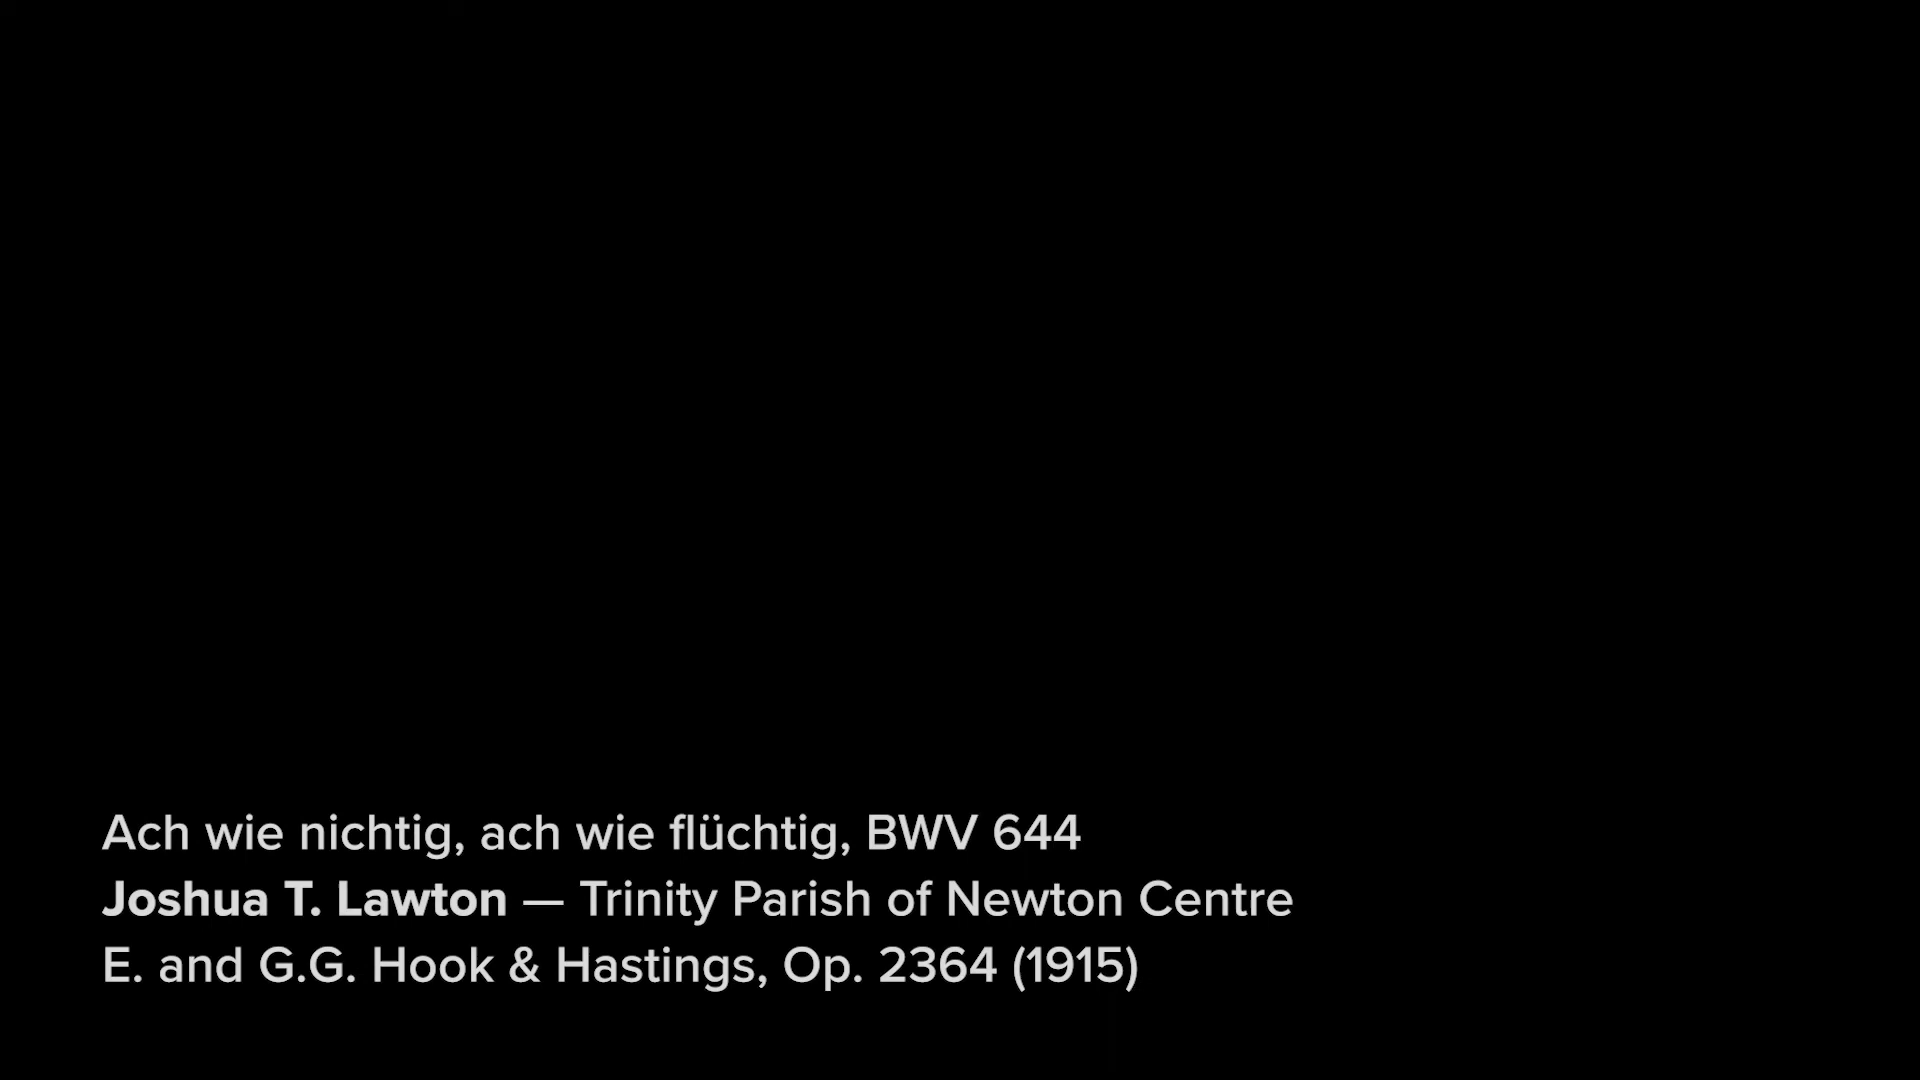 Ach wie nichtig, ach wie flüchtig, BWV 644
Joshua T. Lawton — Trinity Parish of Newton Centre
E. and G.G. Hook & Hastings, Op. 2364 (1915)